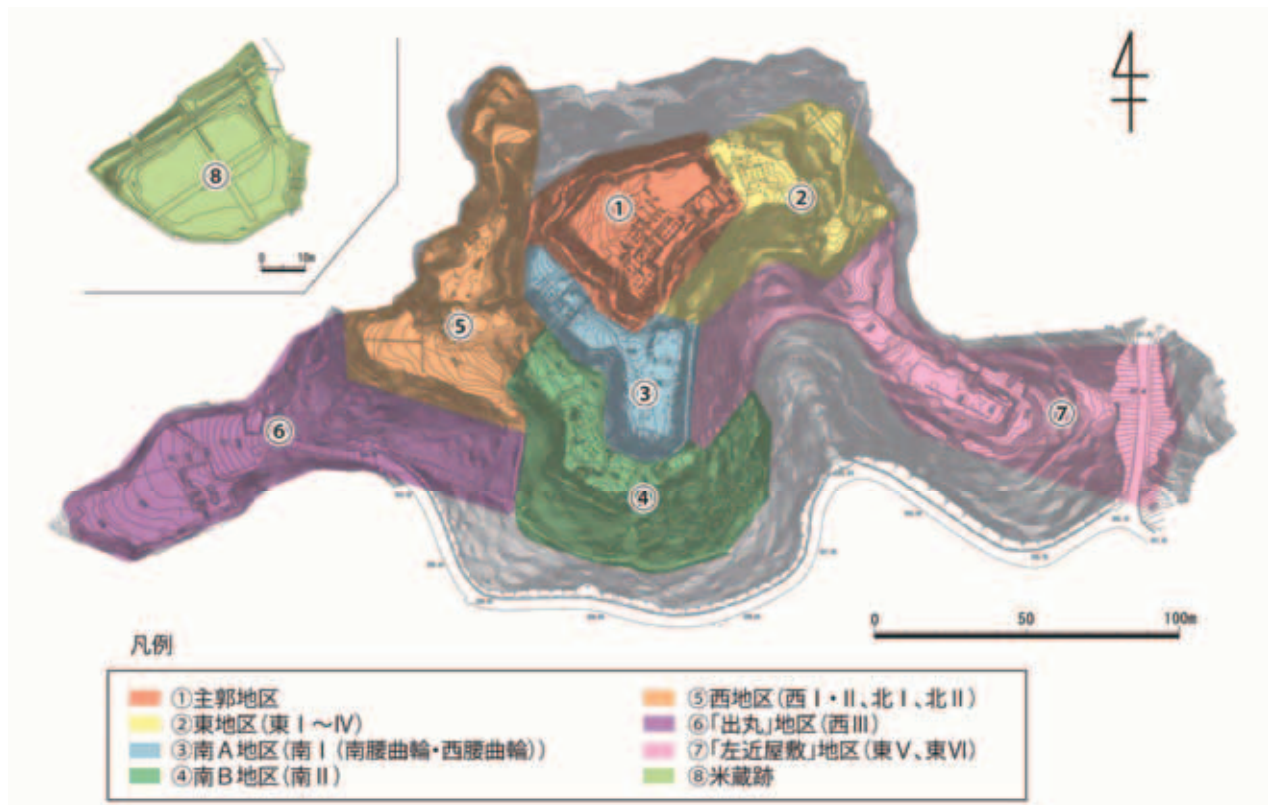 ⑧
0 10m
①
②
⑤
③
⑥
⑦
④
0 50 100m
凡例
①主郭地区
②東地区(東Ⅰ～Ⅳ)
③南A地区(南Ⅰ(南腰曲輪・西腰曲輪))
④南B地区(南Ⅱ)
⑤西地区(西Ⅰ・Ⅱ、北Ⅰ、北Ⅱ)
⑥「出丸」地区(西Ⅲ)
⑦「左近屋敷」地区(東Ⅴ、東Ⅵ)
⑧米蔵跡